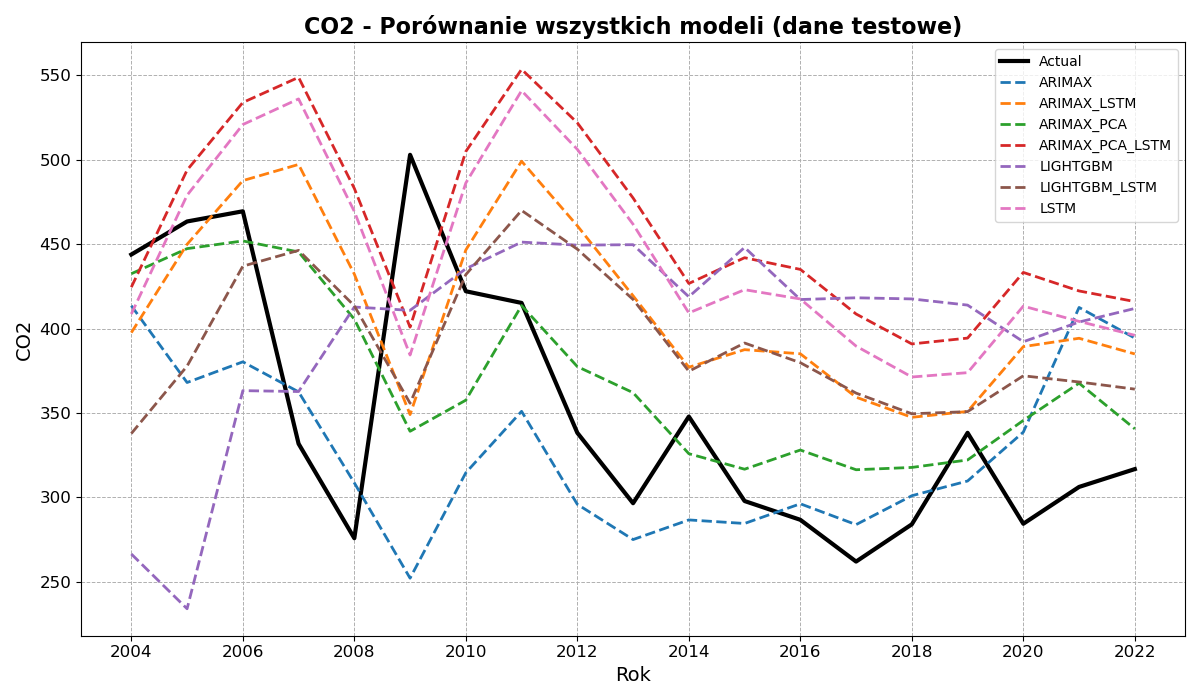 CO2 - Porównanie wszystkich modeli (dane testowe)
CO2
550
500
450
400
350
300
250
Actual
ARIMAX
ARIMAX_LSTM
ARIMAX_PCA
ARIMAX_PCA_LSTM
LIGHTGBM
LIGHTGBM_LSTM
LSTM
2004 2006 2008 2010 2012 2014 2016 2018 2020 2022
Rok